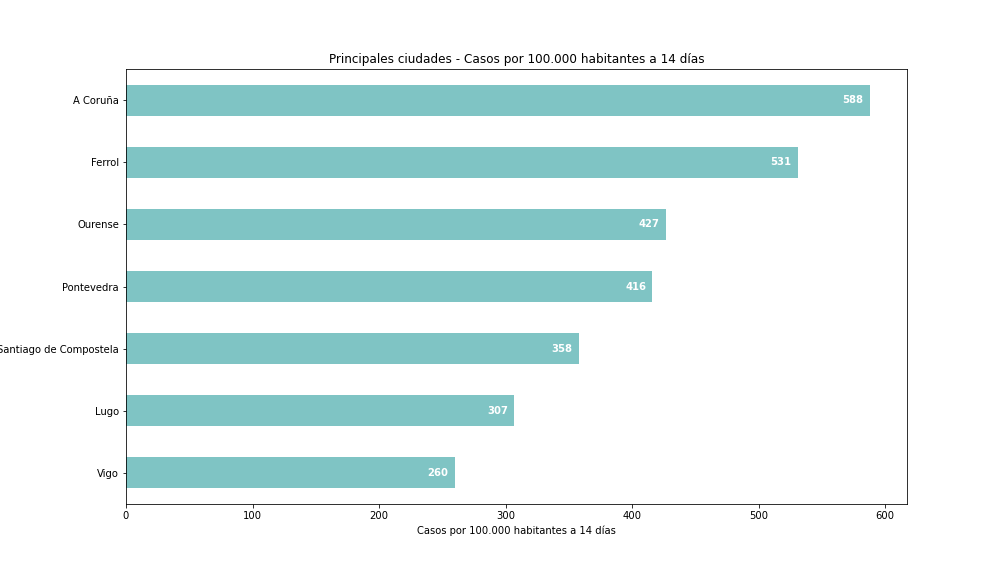 Principales ciudades - Casos por 100.000 habitantes a 14 días
A Coruña 588
Ferrol 531
Ourense 427
Pontevedra 416
Santiago de Compostela 358
Lugo 307
Vigo 260
0 100 200 300 400 500 600
Casos por 100.000 habitantes a 14 días